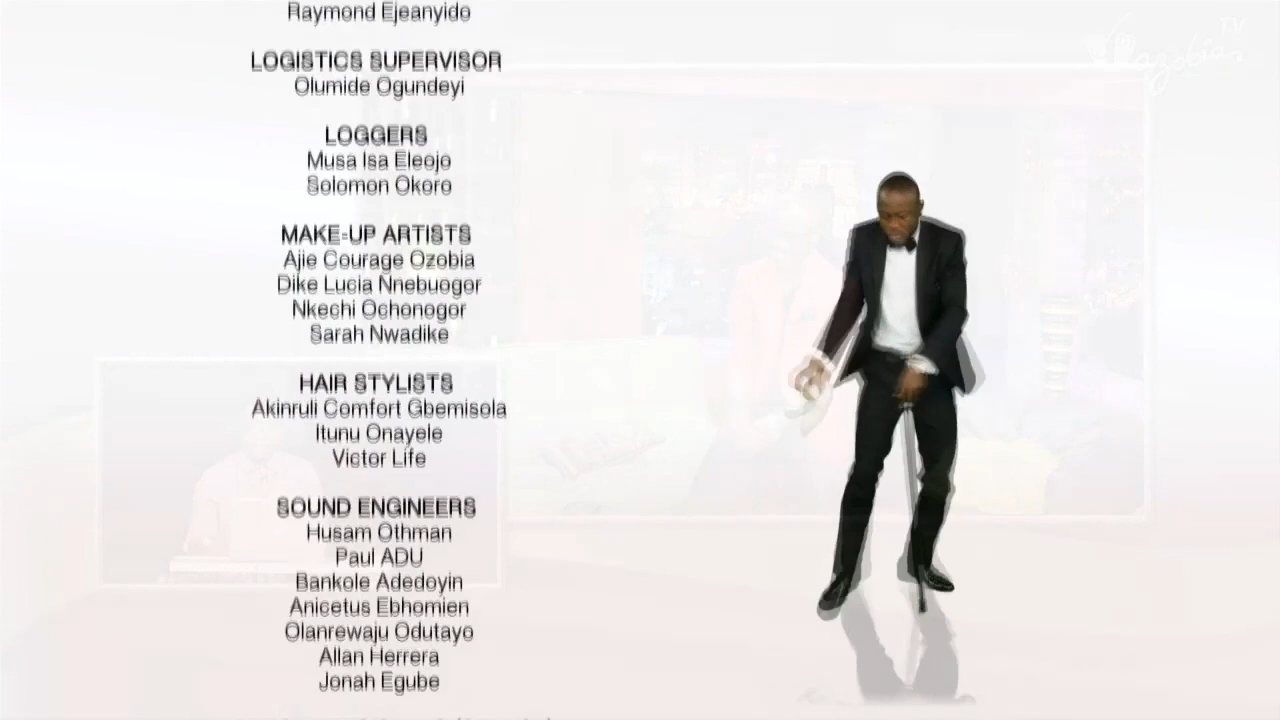 Raymond Ejeanyido
LOGISTICS SUPERVISOR
Olumide Ogundeyi
LOGGERS
Musa Isa Eleojo
Solomon Okoro
MAKE-UP ARTISTS
Ajie Courage Ozobia
Dike Lucia Nnebuogor
Nkechi Ochonogor
Sarah Nwadike
HAIR STYLISTS
Akinruli Comfort Gbemisola
Itunu Onayele
Victor Life
SOUND ENGINEERS
Husam Othman
Paul ADU
Bankole Adedoyin
Anicetus Ebhomien
Olanrewaju Odutayo
Allan Herrera
Jonah Egube
TV